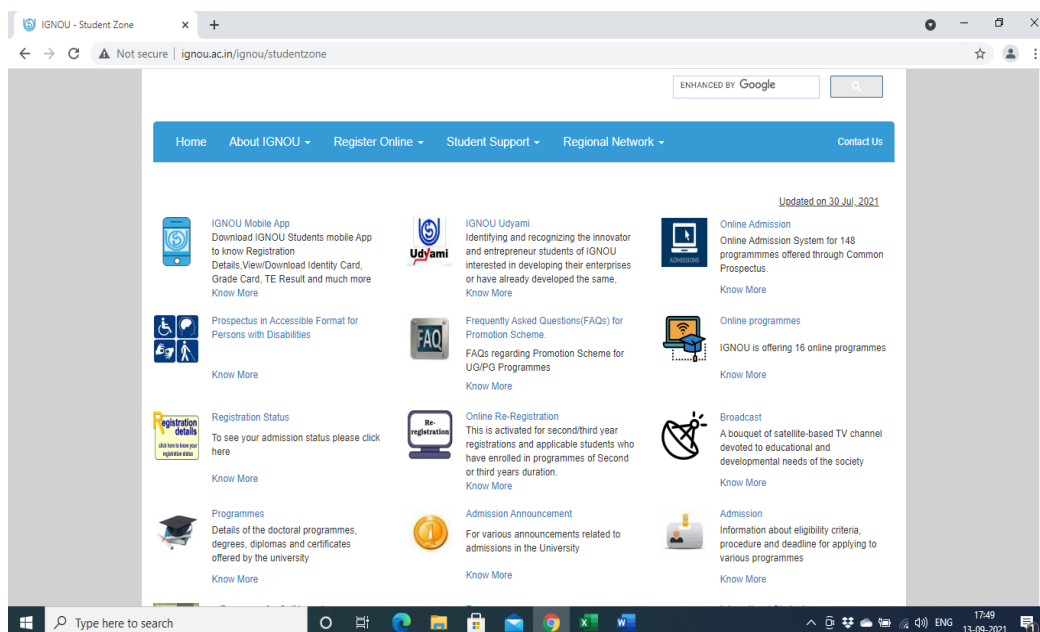 IGNOU - Student Zone
Not secure
ignou.ac.in/ignou/studentzone
ENHANCED BY Google
Home
About IGNOU
Register Online
Student Support
Regional Network
Contact Us
Updated on 30 Jul, 2021
IGNOU Mobile App
Download IGNOU Students mobile App
to know Registration
Details,View/Download Identity Card,
Grade Card, TE Result and much more
Know More
Udyami
IGNOU Udyami
Identifying and recognizing the innovator
and entrepreneur students of IGNOU
interested in developing their enterprises
or have already developed the same,
Know More
ADMISSIONS
Online Admission
Online Admission System for 148
programmmes offered through Common
Prospectus.
Know More
Prospectus in Accessible Format for
Persons with Disabilities
Know More
FAQ
Frequently Asked Questions(FAQs) for
Promotion Scheme.
FAQs regarding Promotion Scheme for
UG/PG Programmes
Know More
Online programmes
IGNOU is offering 16 online programmes
Know More
Registration
details
click here to know your
registration status
Registration Status
To see your admission status please click
here
Know More
Re-
registration
Online Re-Registration
This is activated for second/third year
registrations and applicable students who
have enrolled in programmes of Second
or third years duration.
Know More
Broadcast
A bouquet of satellite-based TV channel
devoted to educational and
developmental needs of the society
Know More
Programmes
Details of the doctoral programmes,
degrees, diplomas and certificates
offered by the university
Know More
Admission Announcement
For various announcements related to
admissions in the University
Know More
Admission
Information about eligibility criteria,
procedure and deadline for applying to
various programmes
Know More
Type here to search
ENG
17:49
13-09-2021